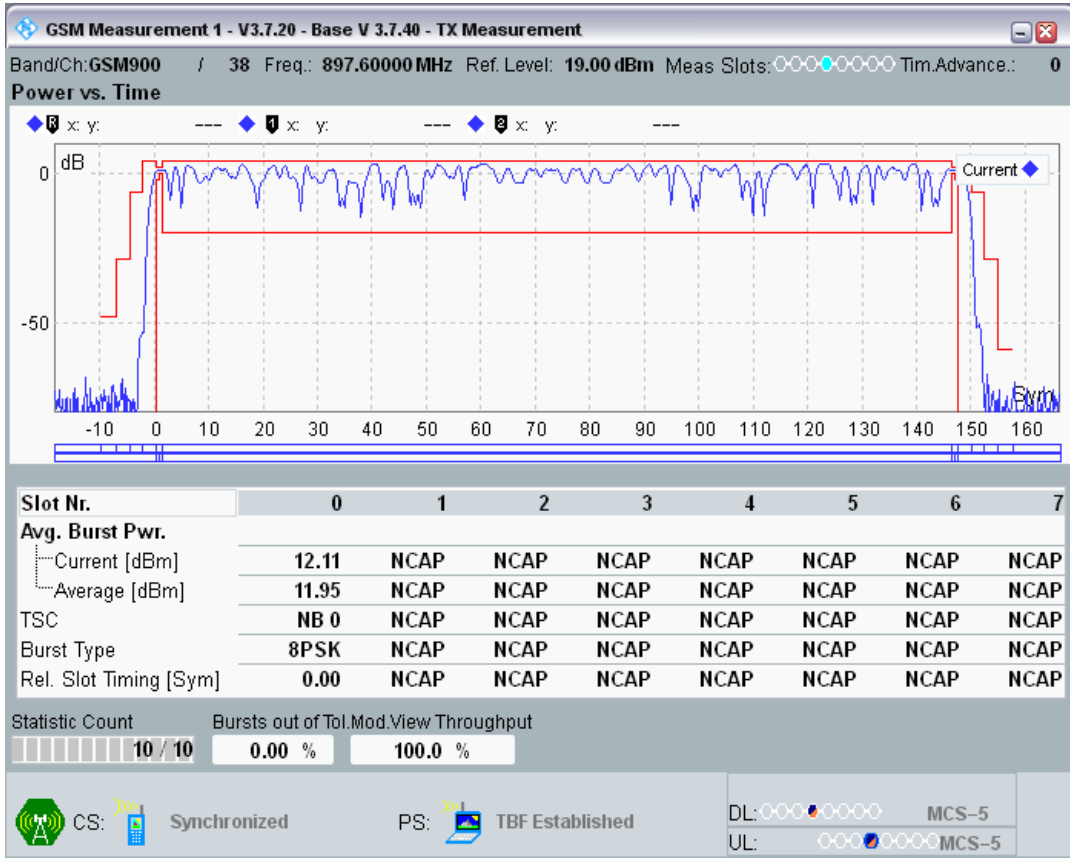 GSM Measurement 1 - V3.7.20 - Base V 3.7.40 - TX Measurement
Band/Ch:GSM900 / 38 Freq.: 897.60000 MHz Ref. Level: 19.00 dBm Meas Slots: Tim.Advance.: 0
Power vs. Time
R x: y: --- 1 x: y: --- 2 x: y: ---
dB
Current
0
-50
Sym
-10 0 10 20 30 40 50 60 70 80 90 100 110 120 130 140 150 160
Slot Nr. 0 1 2 3 4 5 6 7
Avg. Burst Pwr.
Current [dBm] 12.11 NCAP NCAP NCAP NCAP NCAP NCAP NCAP
Average [dBm] 11.95 NCAP NCAP NCAP NCAP NCAP NCAP NCAP
TSC NB 0 NCAP NCAP NCAP NCAP NCAP NCAP NCAP
Burst Type 8PSK NCAP NCAP NCAP NCAP NCAP NCAP NCAP
Rel. Slot Timing [Sym] 0.00 NCAP NCAP NCAP NCAP NCAP NCAP NCAP
Statistic Count Bursts out of Tol.Mod.View Throughput
10 / 10 0.00 % 100.0 %
CS: Synchronized PS: TBF Established DL: MCS-5
UL: MCS-5